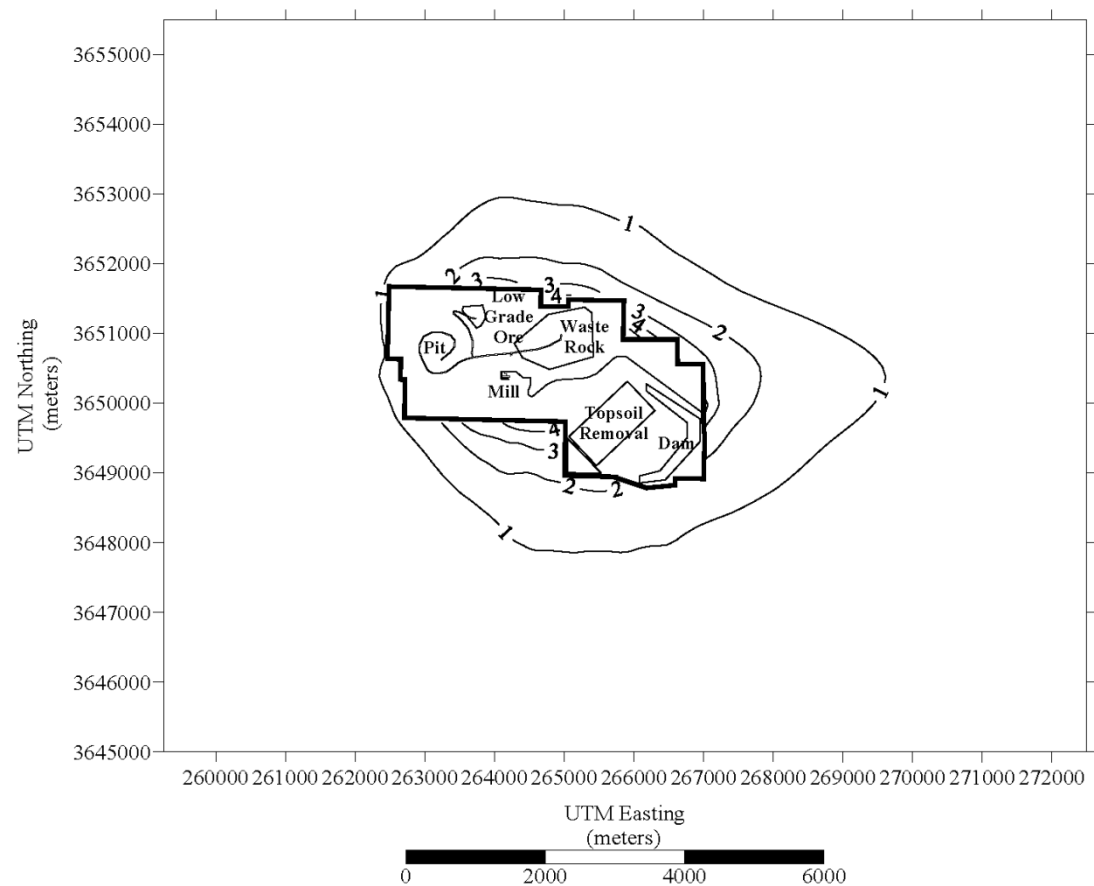 3655000
3654000
3653000
1
3652000
2
3
3
1
4
Low
3
3651000
Grade
Waste
4
2
Ore
Rock
Pit
1
Mill
3650000
Topsoil
4
Removal
Dam
3
3649000
2
2
1
3648000
3647000
3646000
3645000
UTM Northing
(meters)
260000 261000 262000 263000 264000 265000 266000 267000 268000 269000 270000 271000 272000
UTM Easting
(meters)
0 2000 4000 6000